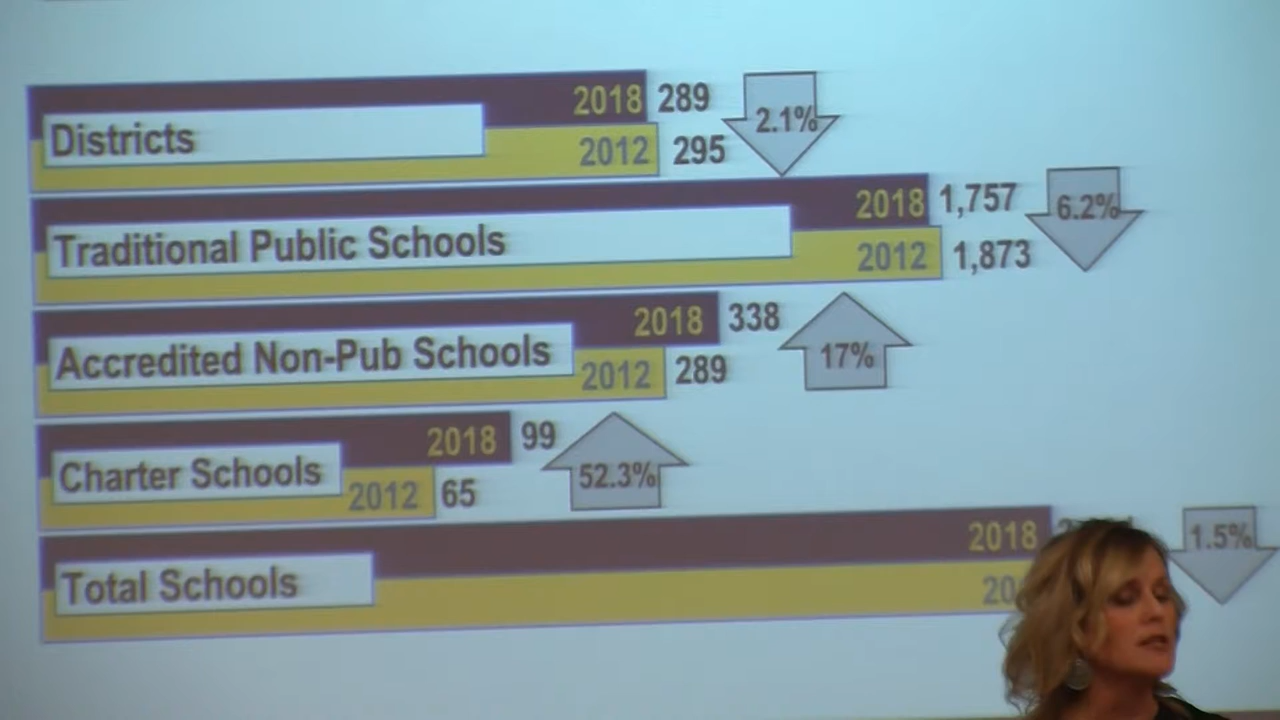 2018 289
Districts 2.1%
2012 295
2018 1,757
Traditional Public Schools 6.2%
2012 1,873
2018 338
Accredited Non-Pub Schools 17%
2012 289
2018 99
Charter Schools 52.3%
2012 65
2018
Total Schools 1.5%